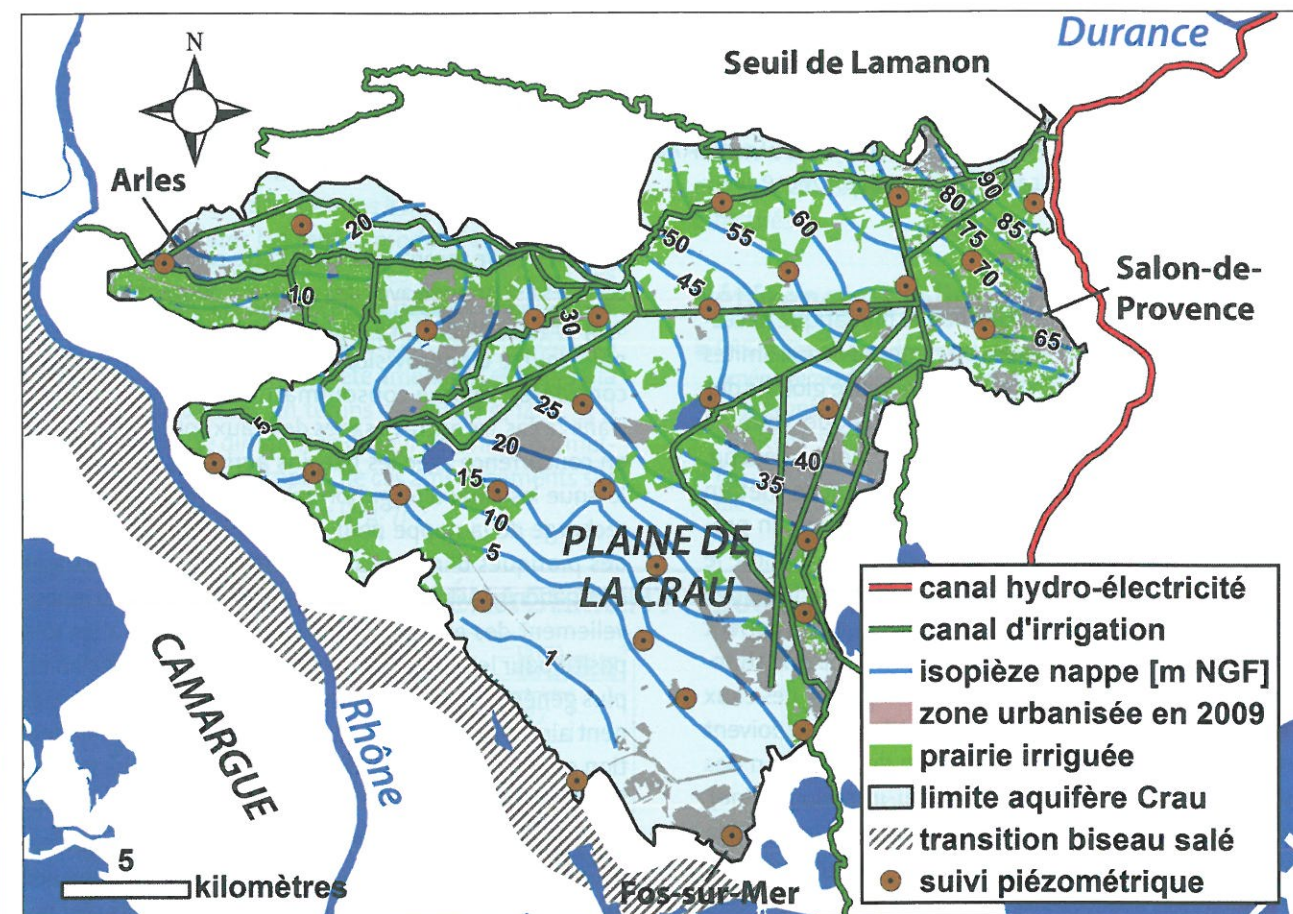 Durance
N
Seuil de Lamanon
Arles
20
10
50
55
60
45
80
90
75
85
70
Salon-de-
Provence
65
30
25
20
5
15
10
5
40
35
PLAINE DE
LA CRAU
1
CAMARGUE
Rhône
5
kilomètres
Fos-sur-Mer
canal hydro-électricité
canal d'irrigation
isopièze nappe [m NGF]
zone urbanisée en 2009
prairie irriguée
limite aquifère Crau
transition biseau salé
suivi piézométrique